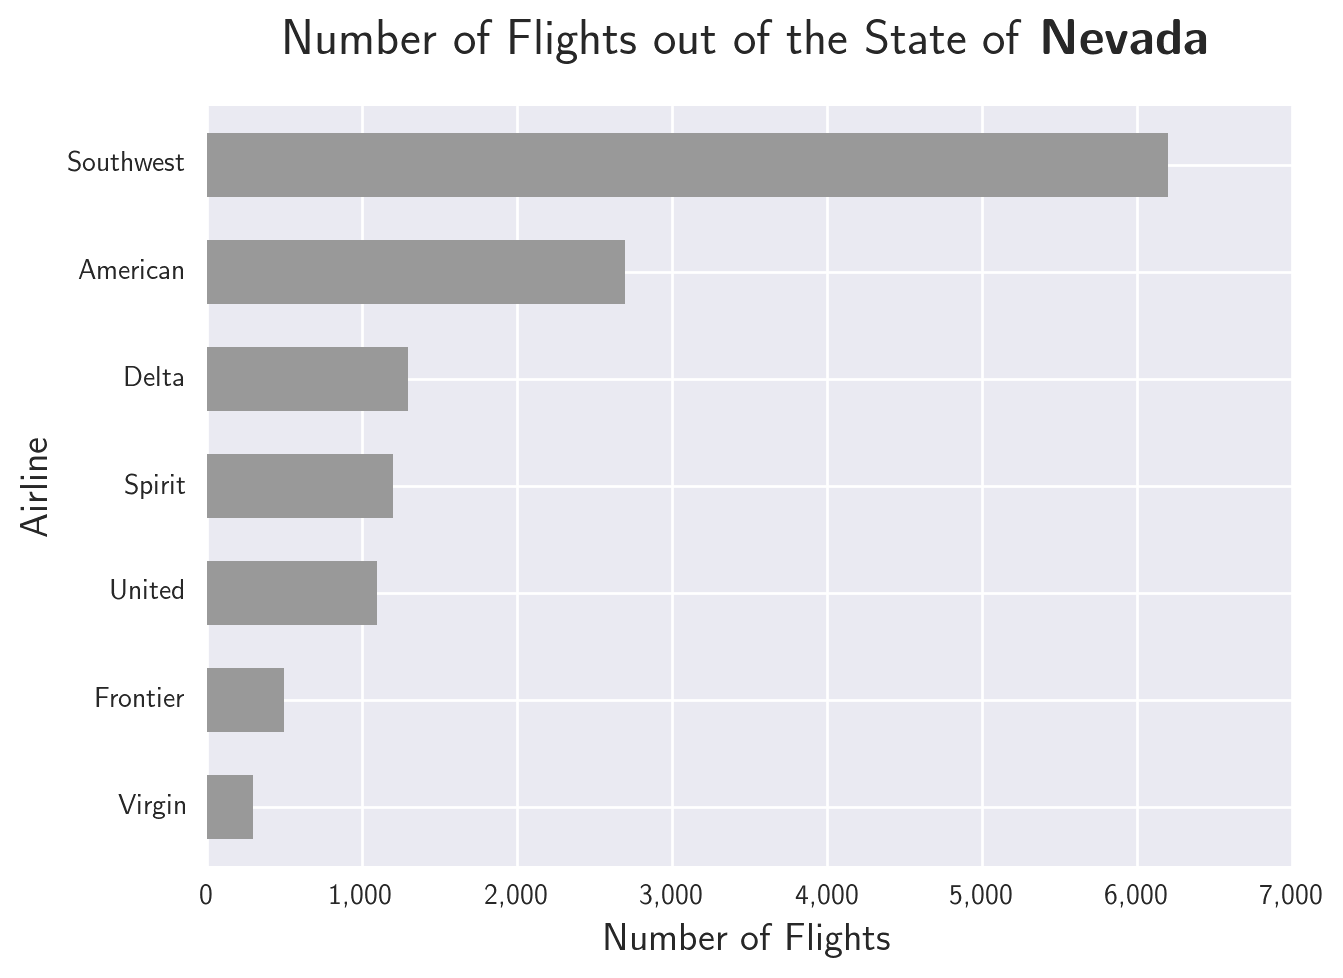 Number of Flights out of the State of Nevada
Southwest
American
Delta
Spirit
United
Frontier
Virgin
Airline
0 1,000 2,000 3,000 4,000 5,000 6,000 7,000
Number of Flights